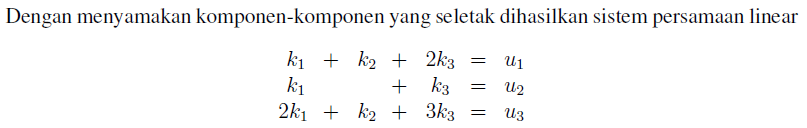 Dengan menyamakan komponen-komponen yang seletak dihasilkan sistem persamaan linear
k₁ + k₂ + 2k₃ = u₁
k₁ + k₃ = u₂
2k₁ + k₂ + 3k₃ = u₃